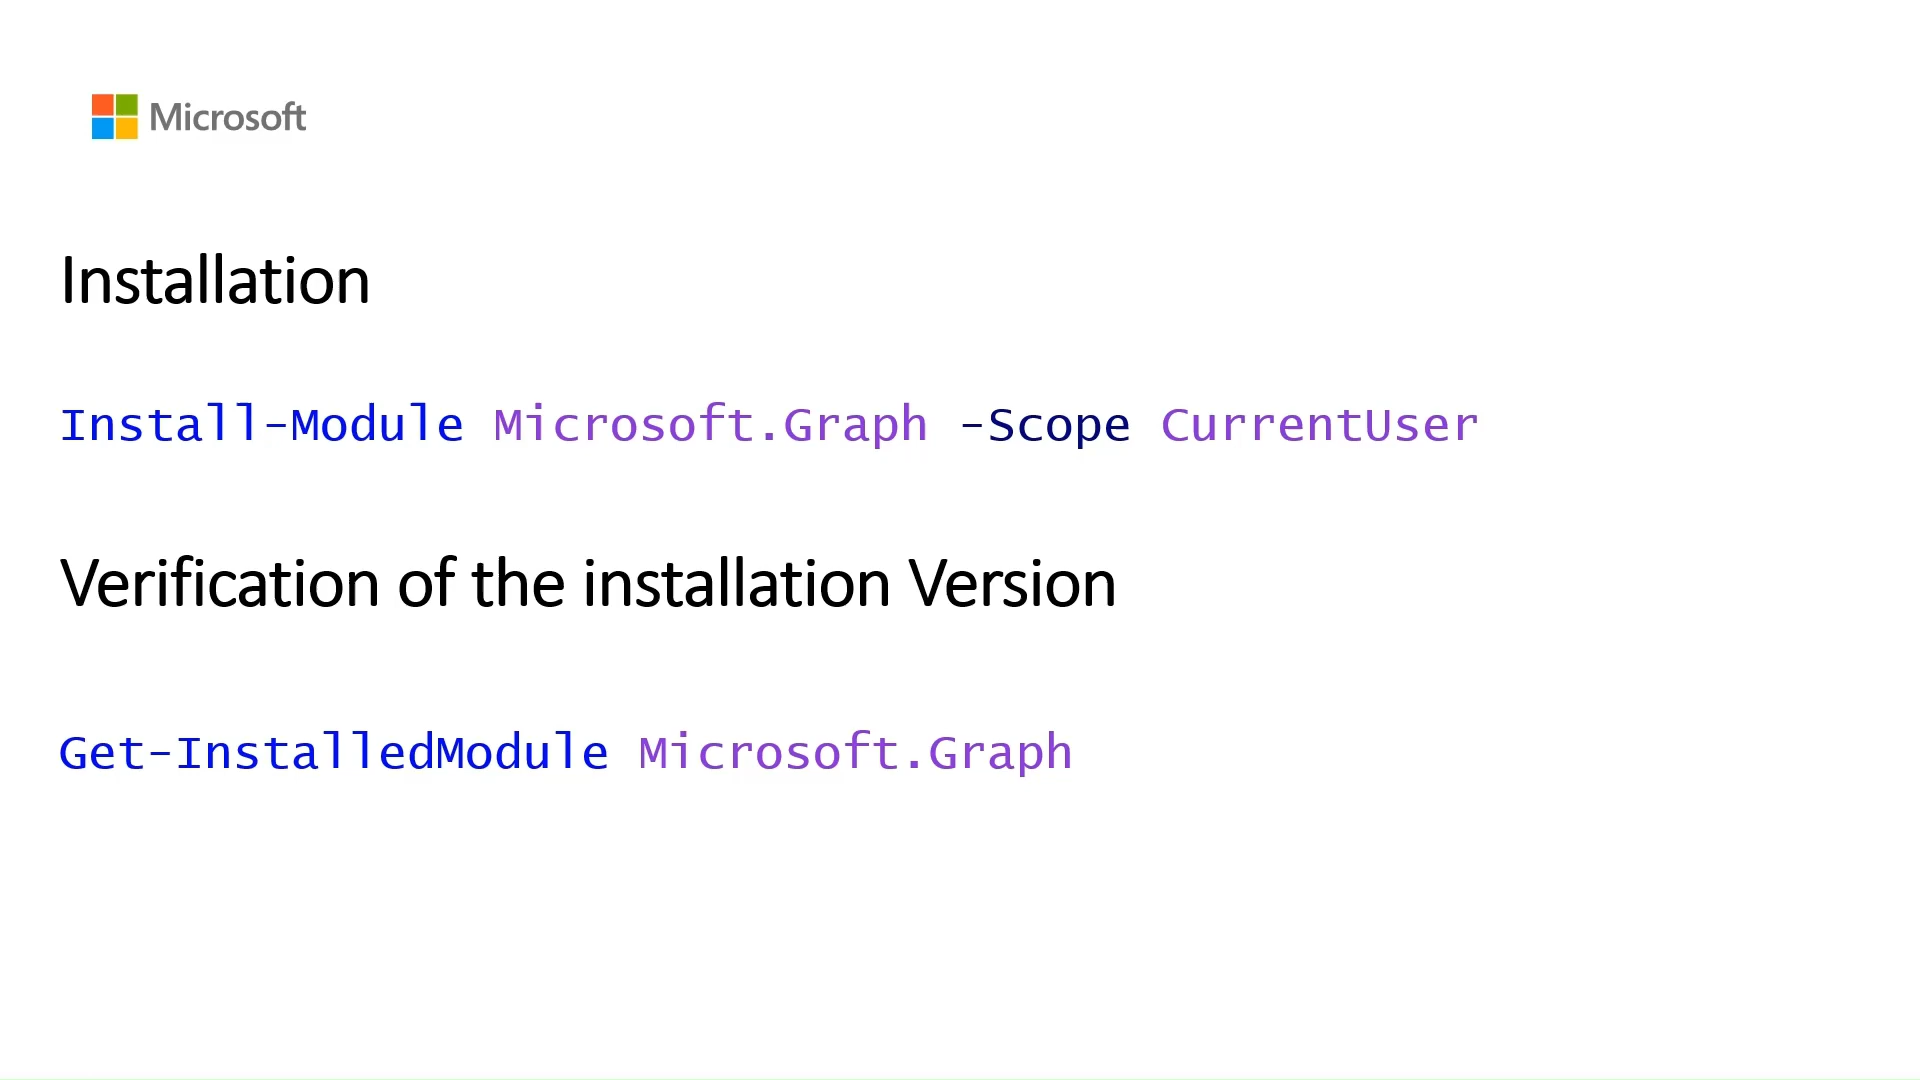 Microsoft
Installation
Install-Module Microsoft.Graph -Scope CurrentUser
Verification of the installation Version
Get-InstalledModule Microsoft.Graph